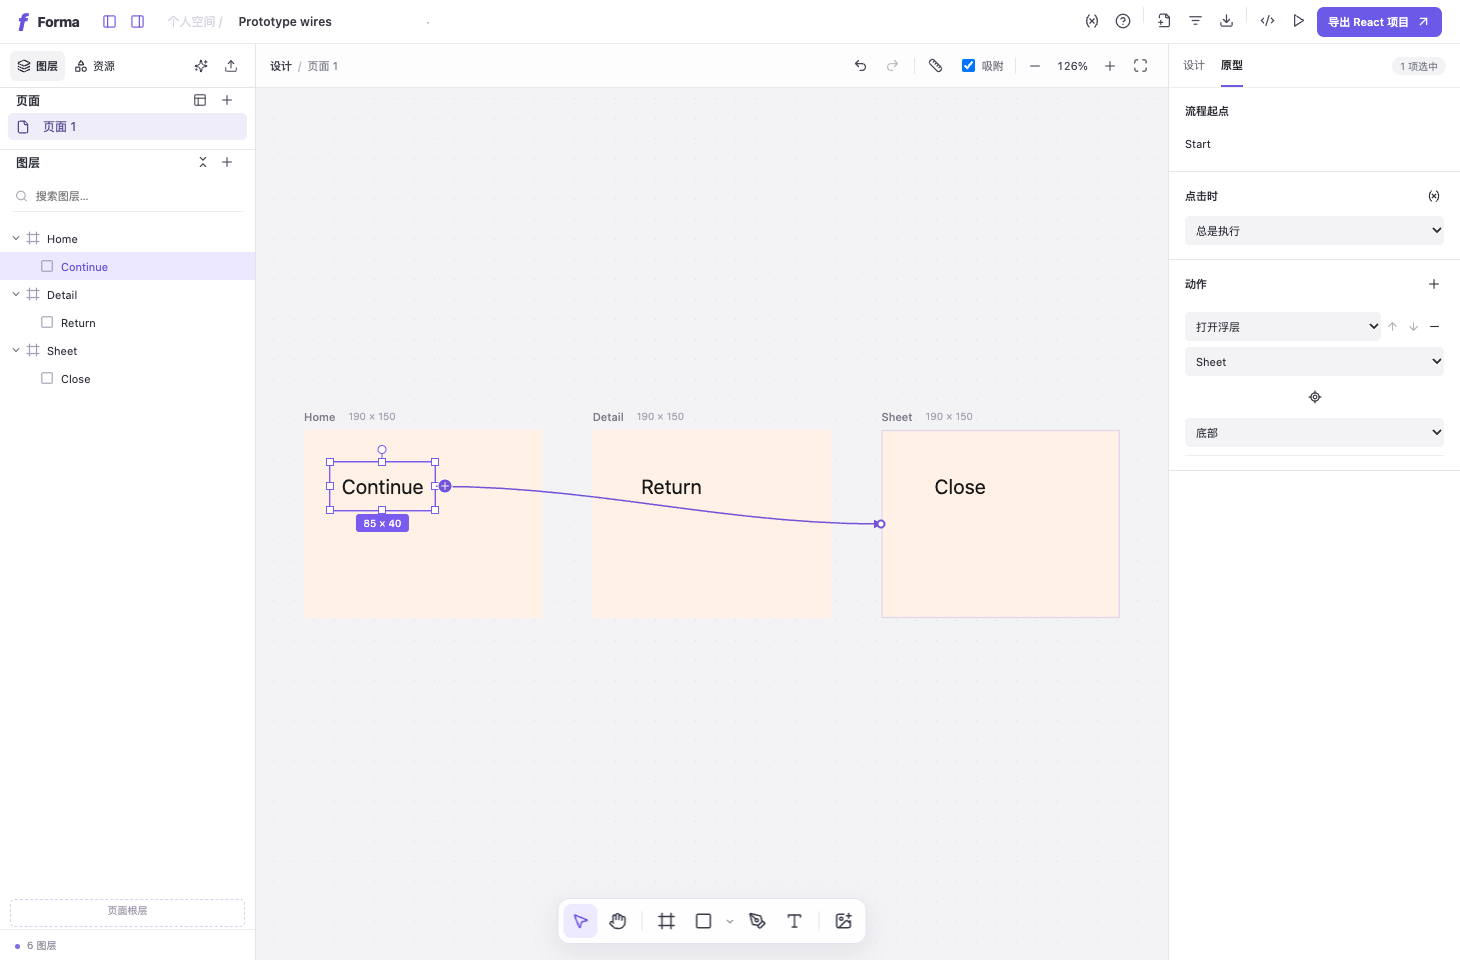 Forma
个人空间 /
Prototype wires
导出 React 项目
图层
资源
设计 / 页面 1
吸附
126%
设计
原型
1 项选中
页面
页面 1
图层
搜索图层...
Home
Continue
Detail
Return
Sheet
Close
页面根层
6 图层
Home 190 × 150
Detail 190 × 150
Sheet 190 × 150
Continue
Return
Close
85 × 40
流程起点
Start
点击时
总是执行
动作
打开浮层
Sheet
底部